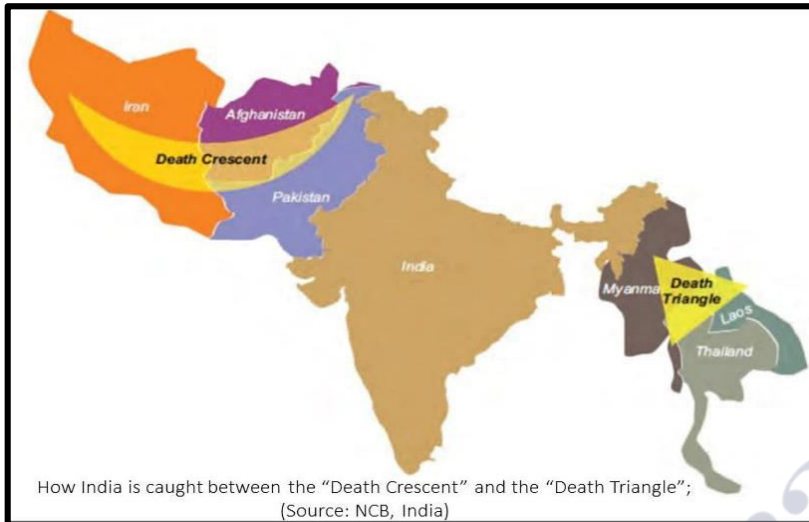 Iran
Afghanistan
Death Crescent
Pakistan
India
Myanma
Death
Triangle
Laos
Thailand
How India is caught between the “Death Crescent” and the “Death Triangle”;
(Source: NCB, India)